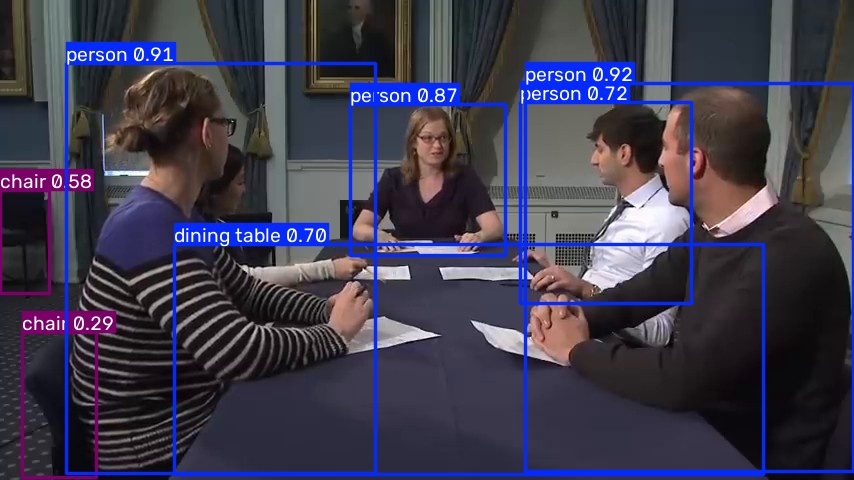 person 0.91
person 0.92
person 0.87
person 0.72
chair 0.58
dining table 0.70
chair 0.29